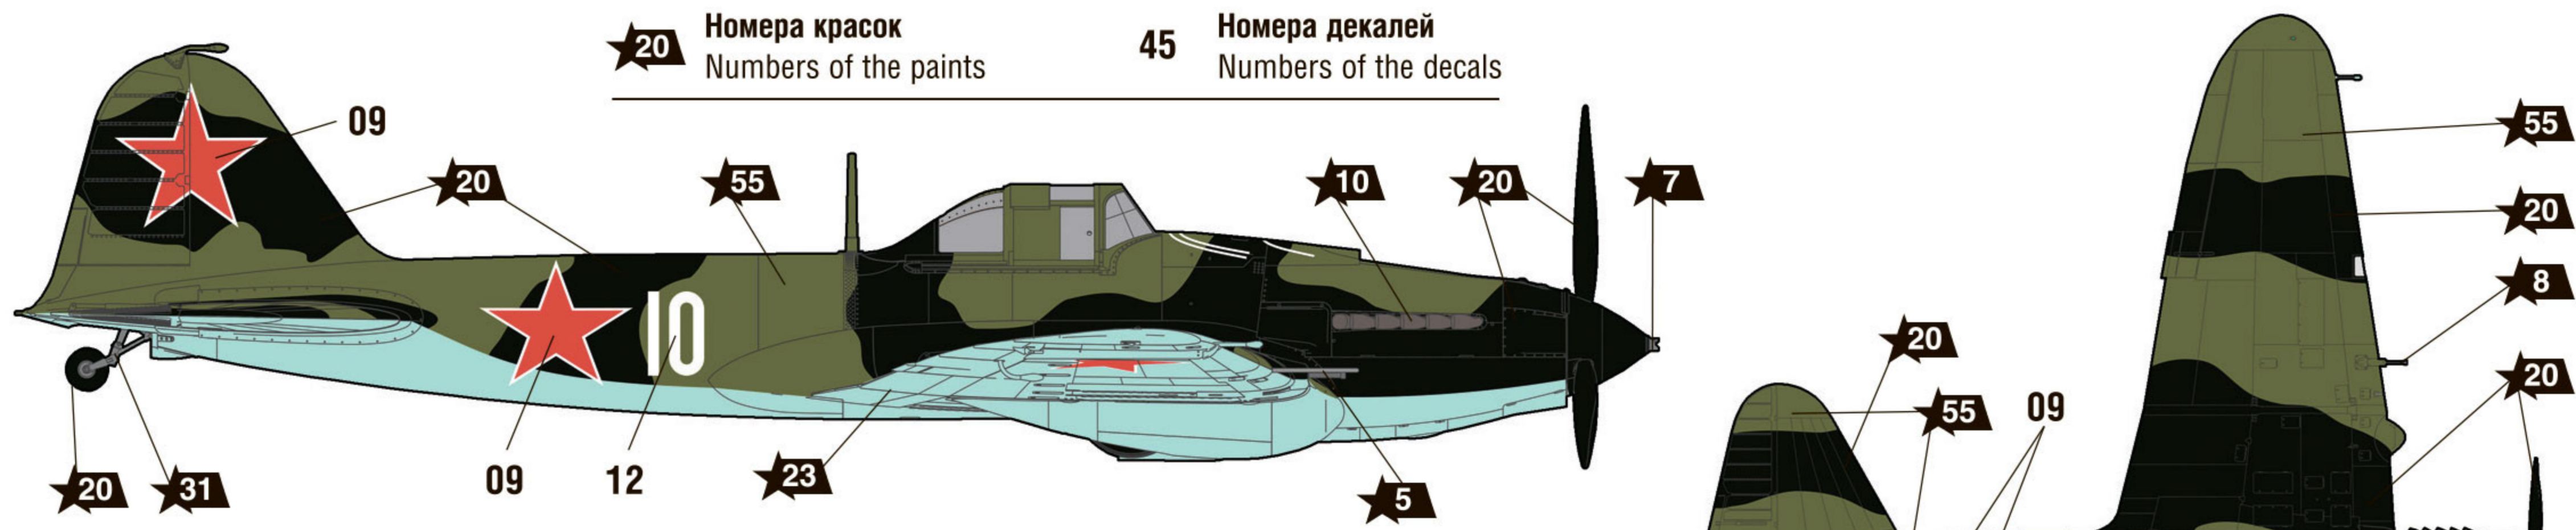 20 Номера красок 45 Номера декалей
Numbers of the paints Numbers of the decals
09
20 55 10 20 7
10
20 31 09 12 23 5
55
20
8
20 20
55 09